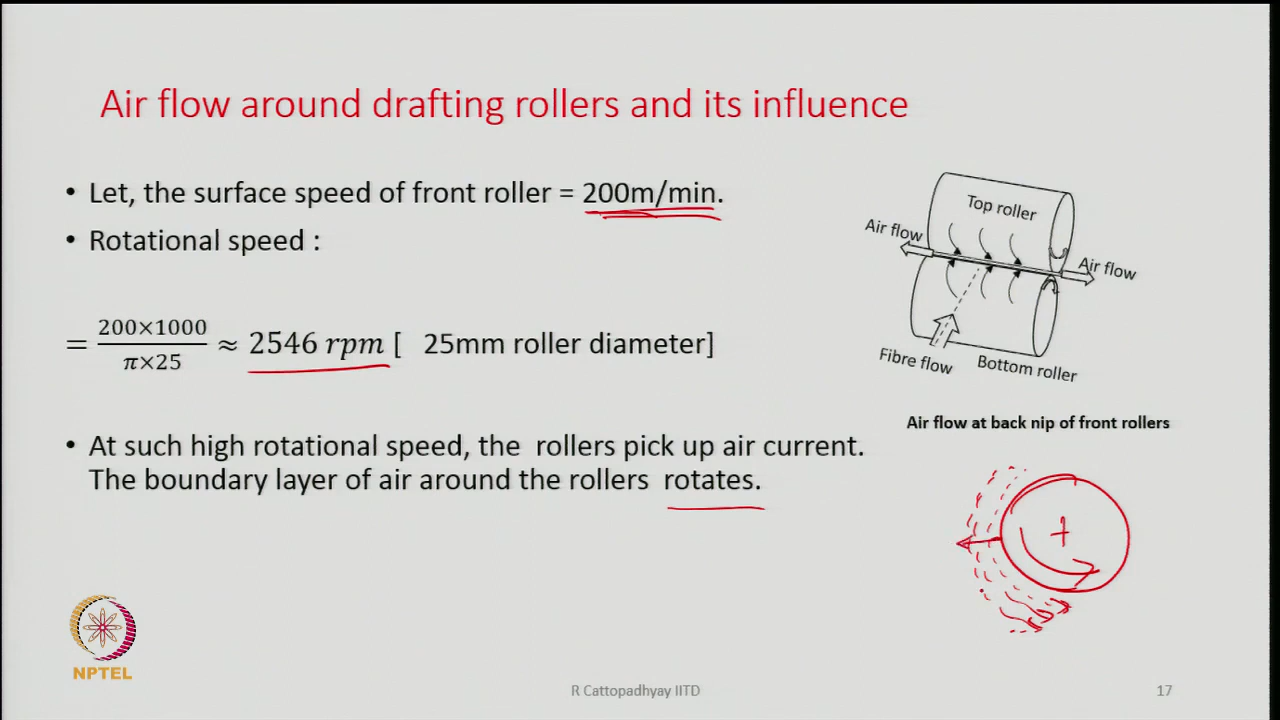 Air flow around drafting rollers and its influence
• Let, the surface speed of front roller = 200m/min.
• Rotational speed :
= 200×1000 / π×25 ≈ 2546 rpm [ 25mm roller diameter]
• At such high rotational speed, the rollers pick up air current.
The boundary layer of air around the rollers rotates.
Top roller
Air flow
Air flow
Fibre flow
Bottom roller
Air flow at back nip of front rollers
+
NPTEL
R Cattopadhyay IITD
17